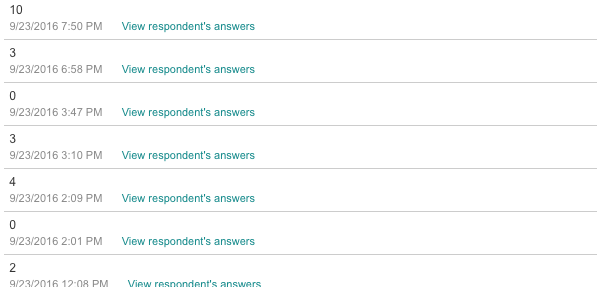 10
9/23/2016 7:50 PM View respondent's answers
3
9/23/2016 6:58 PM View respondent's answers
0
9/23/2016 3:47 PM View respondent's answers
3
9/23/2016 3:10 PM View respondent's answers
4
9/23/2016 2:09 PM View respondent's answers
0
9/23/2016 2:01 PM View respondent's answers
2
9/23/2016 12:08 PM View respondent's answers